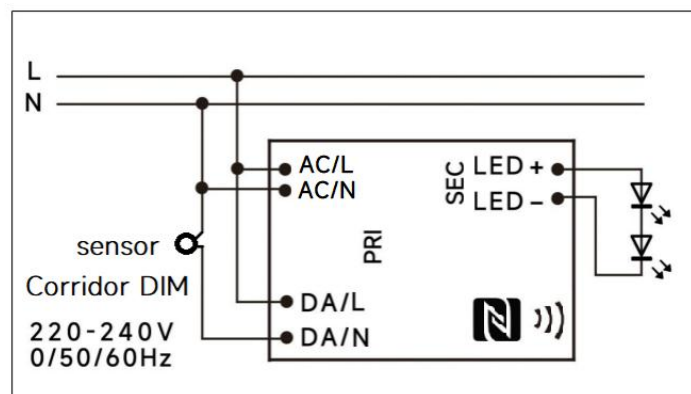 L
N
AC/L
AC/N
PRI
SEC
LED +
LED –
sensor
Corridor DIM
220-240V
0/50/60Hz
DA/L
DA/N